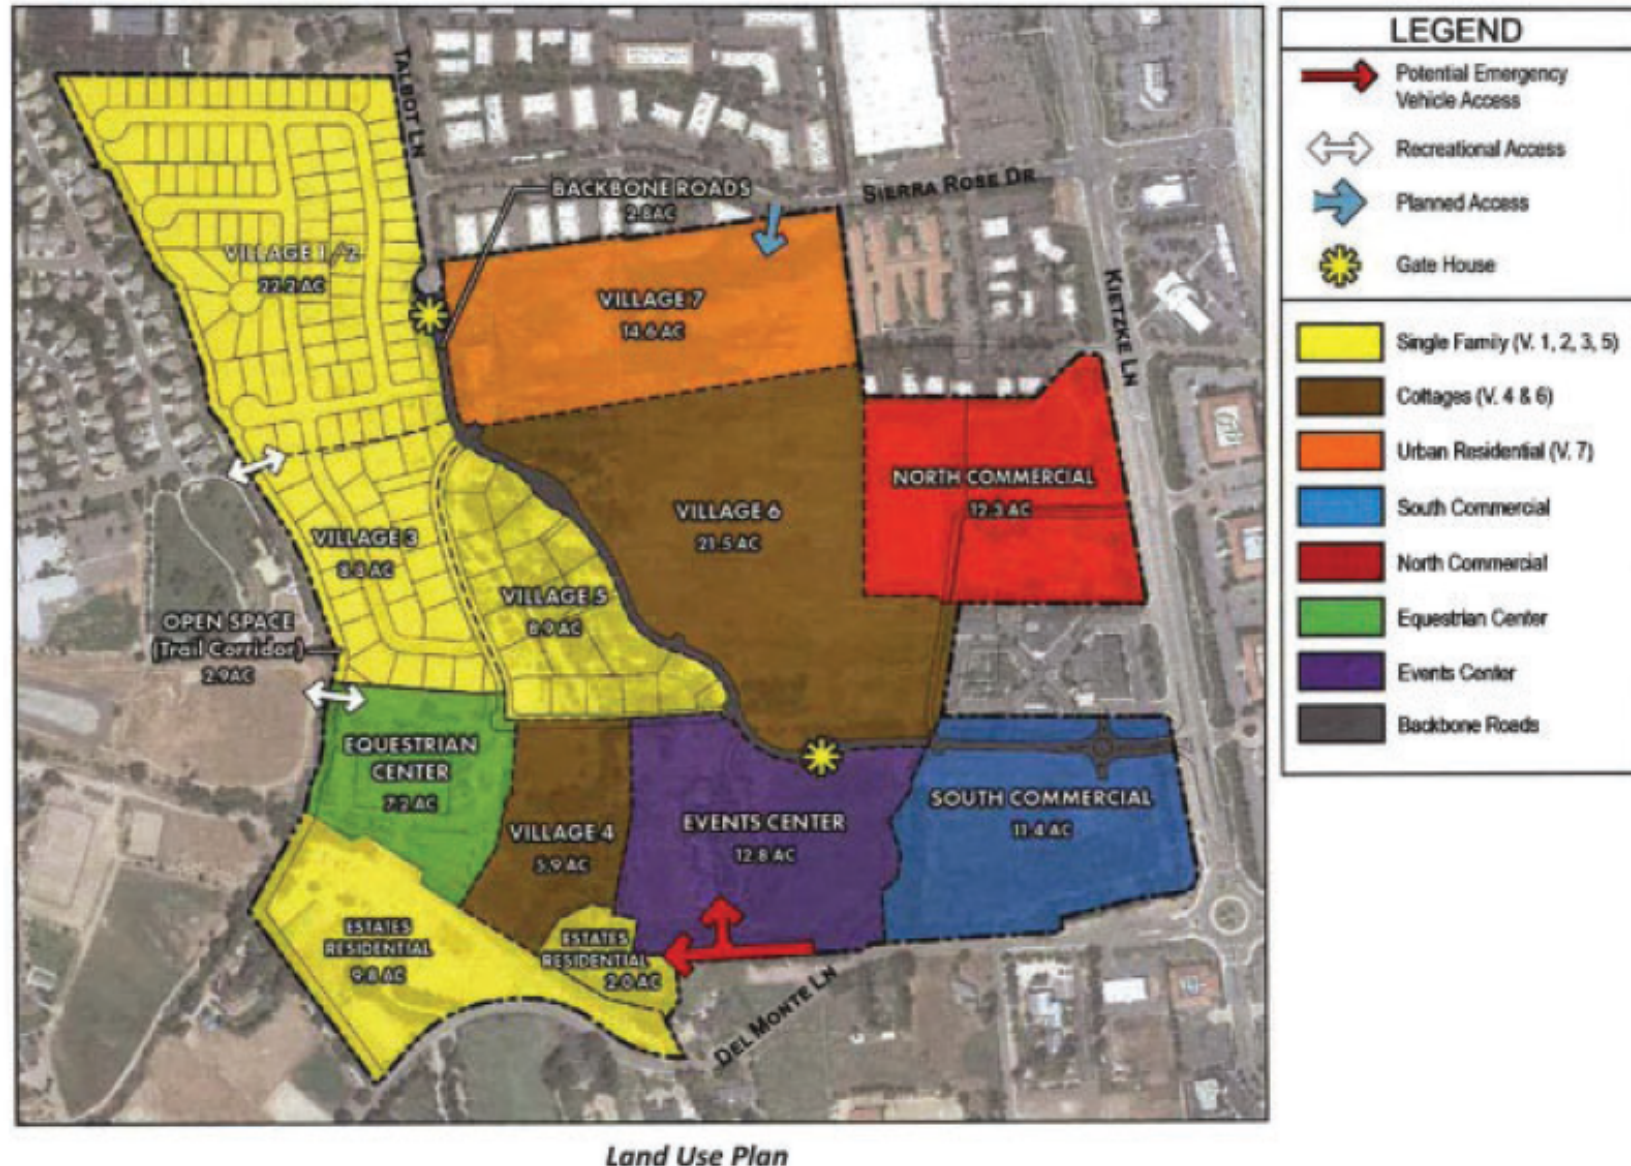 TALBOT LN
BACKBONE ROADS
2.8AC
SIERRA ROSE DR
KIETZKE LN
VILLAGE 1/2
22.2 AC
VILLAGE 7
14.6 AC
NORTH COMMERCIAL
12.3 AC
VILLAGE 6
21.5 AC
VILLAGE 3
8.8 AC
VILLAGE 5
8.9 AC
OPEN SPACE
(Trail Corridor)
2.9AC
EQUESTRIAN
CENTER
7.2 AC
VILLAGE 4
5.9 AC
EVENTS CENTER
12.8 AC
SOUTH COMMERCIAL
11.4 AC
ESTATES
RESIDENTIAL
9.8 AC
ESTATES
RESIDENTIAL
2.0 AC
DEL MONTE LN
LEGEND
Potential Emergency
Vehicle Access
Recreational Access
Planned Access
Gate House
Single Family (V. 1, 2, 3, 5)
Cottages (V. 4 & 6)
Urban Residential (V. 7)
South Commercial
North Commercial
Equestrian Center
Events Center
Backbone Roads
Land Use Plan